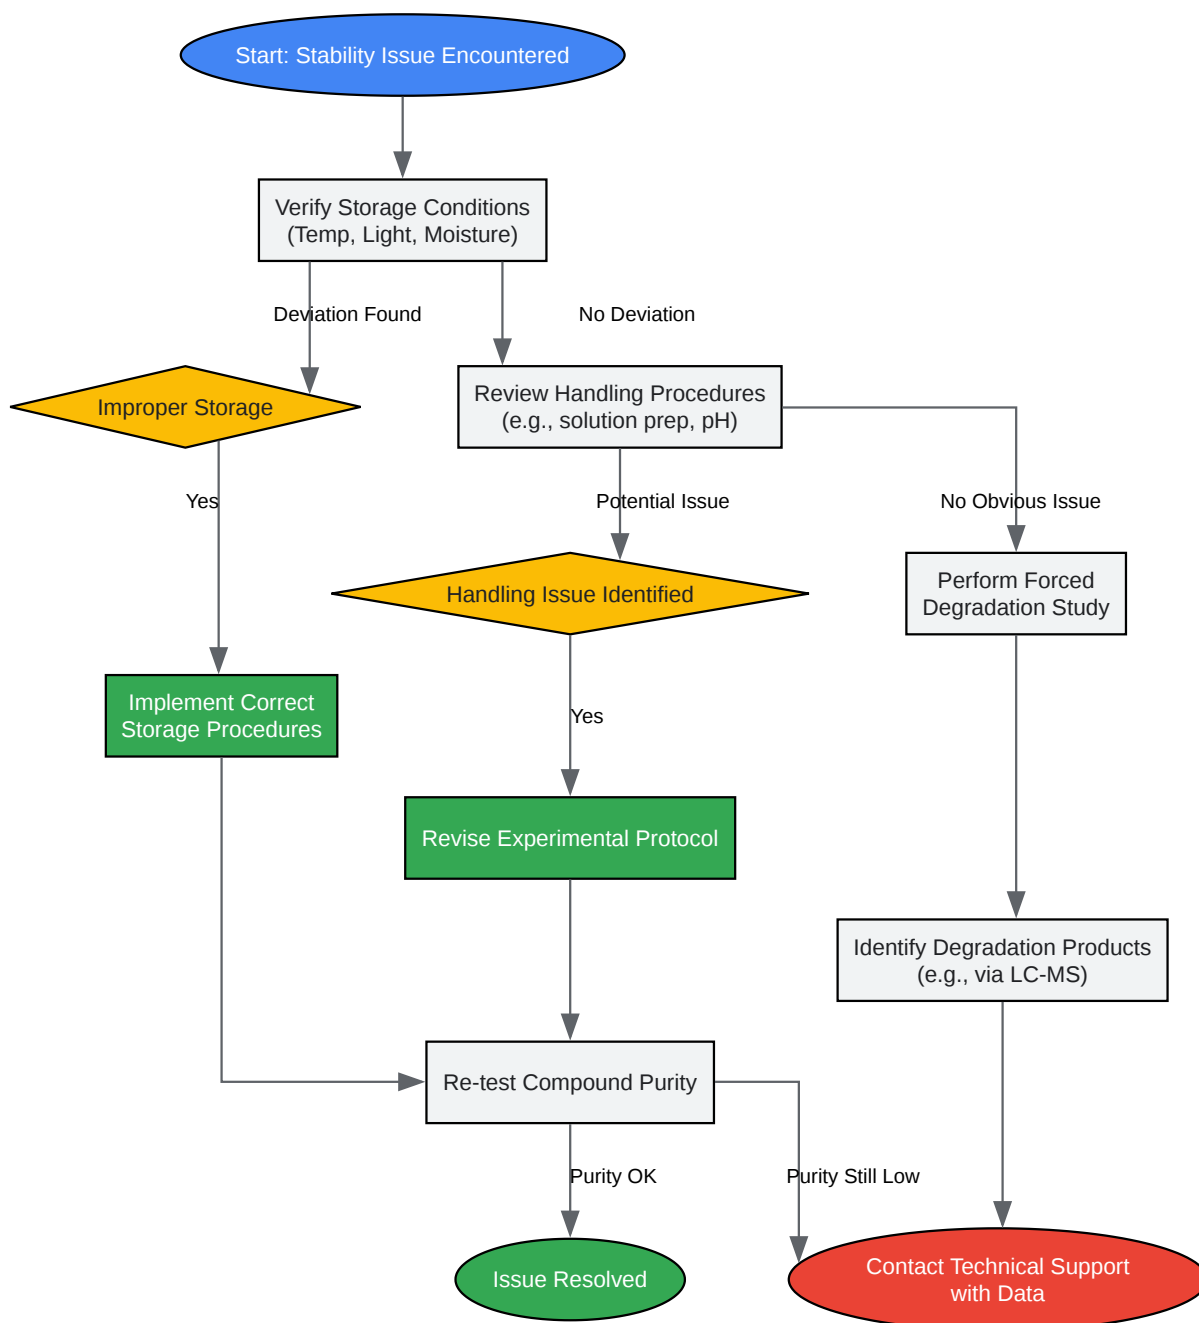 Start: Stability Issue Encountered
Verify Storage Conditions
(Temp, Light, Moisture)
Deviation Found
No Deviation
Improper Storage
Review Handling Procedures
(e.g., solution prep, pH)
Yes
Potential Issue
No Obvious Issue
Handling Issue Identified
Perform Forced
Degradation Study
Implement Correct
Storage Procedures
Yes
Revise Experimental Protocol
Identify Degradation Products
(e.g., via LC-MS)
Re-test Compound Purity
Purity OK
Purity Still Low
Issue Resolved
Contact Technical Support
with Data